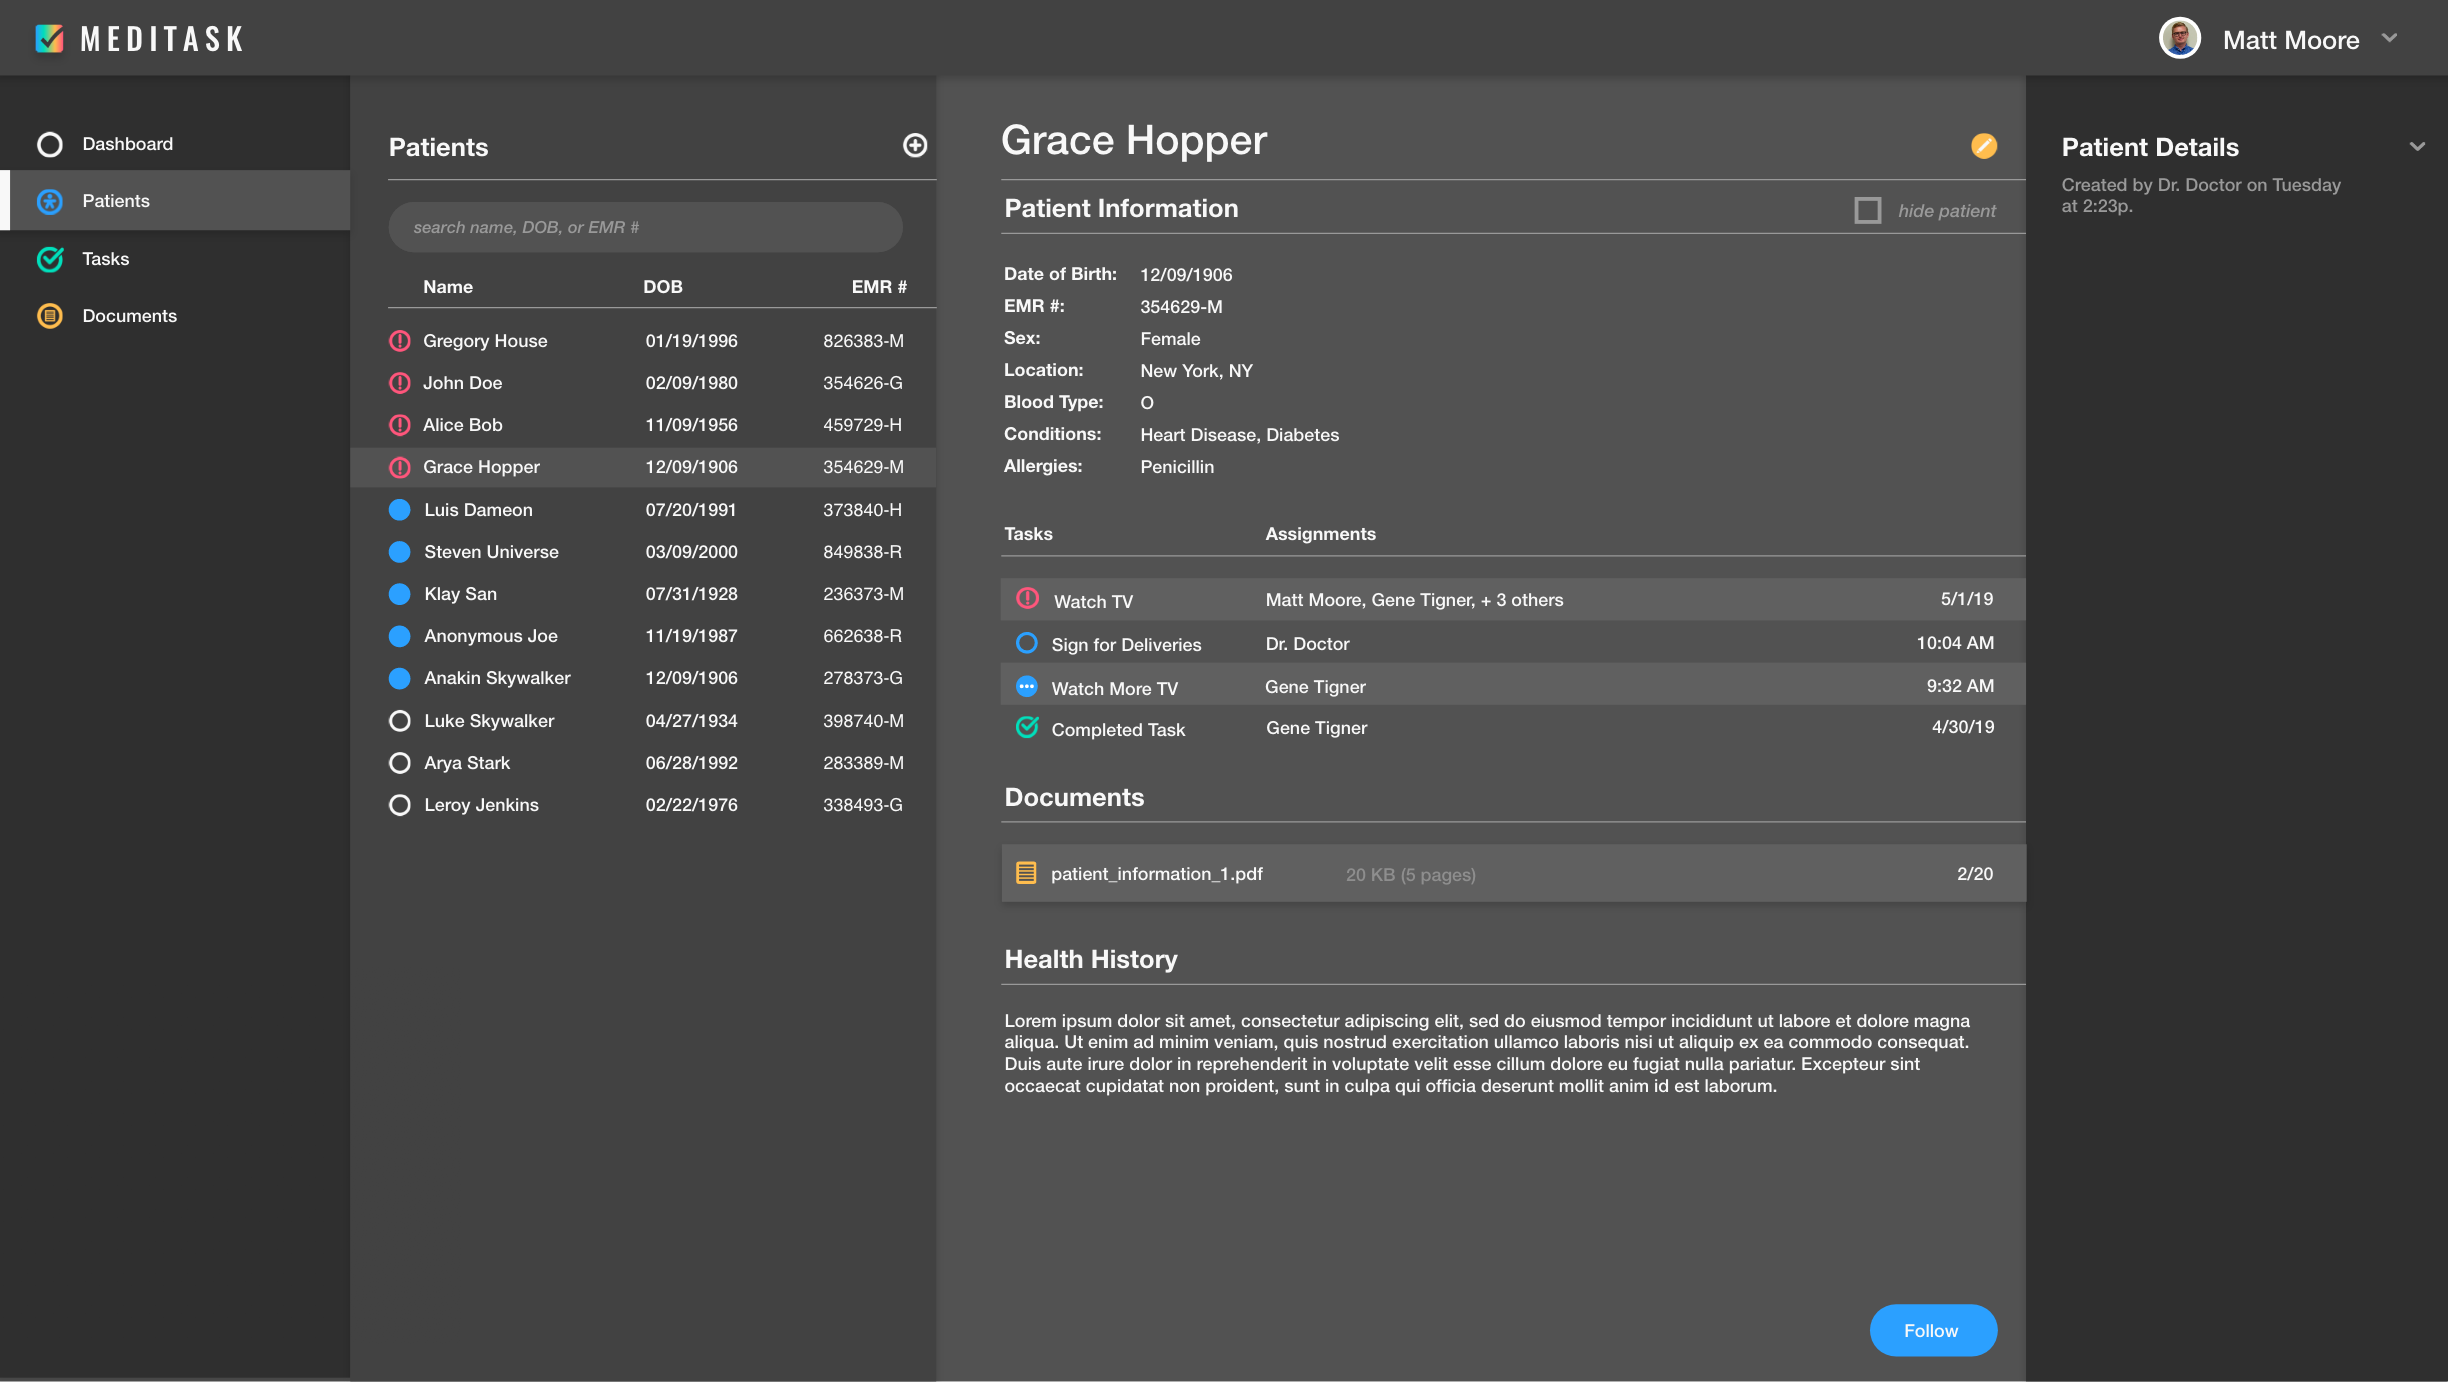 MEDITASK
Matt Moore
Dashboard
Patients
Tasks
Documents
Patients
search name, DOB, or EMR #
Name DOB EMR #
Gregory House 01/19/1996 826383-M
John Doe 02/09/1980 354626-G
Alice Bob 11/09/1956 459729-H
Grace Hopper 12/09/1906 354629-M
Luis Dameon 07/20/1991 373840-H
Steven Universe 03/09/2000 849838-R
Klay San 07/31/1928 236373-M
Anonymous Joe 11/19/1987 662638-R
Anakin Skywalker 12/09/1906 278373-G
Luke Skywalker 04/27/1934 398740-M
Arya Stark 06/28/1992 283389-M
Leroy Jenkins 02/22/1976 338493-G
Grace Hopper
Patient Information hide patient
Date of Birth: 12/09/1906
EMR #: 354629-M
Sex: Female
Location: New York, NY
Blood Type: O
Conditions: Heart Disease, Diabetes
Allergies: Penicillin
Tasks Assignments
Watch TV Matt Moore, Gene Tigner, + 3 others 5/1/19
Sign for Deliveries Dr. Doctor 10:04 AM
Watch More TV Gene Tigner 9:32 AM
Completed Task Gene Tigner 4/30/19
Documents
patient_information_1.pdf 20 KB (5 pages) 2/20
Health History
Lorem ipsum dolor sit amet, consectetur adipiscing elit, sed do eiusmod tempor incididunt ut labore et dolore magna
aliqua. Ut enim ad minim veniam, quis nostrud exercitation ullamco laboris nisi ut aliquip ex ea commodo consequat.
Duis aute irure dolor in reprehenderit in voluptate velit esse cillum dolore eu fugiat nulla pariatur. Excepteur sint
occaecat cupidatat non proident, sunt in culpa qui officia deserunt mollit anim id est laborum.
Follow
Patient Details
Created by Dr. Doctor on Tuesday
at 2:23p.